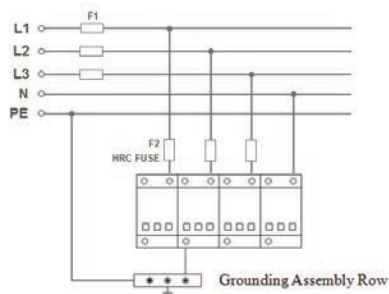 F1
L1
L2
L3
N
PE
F2
HRC FUSE
Grounding Assembly Row